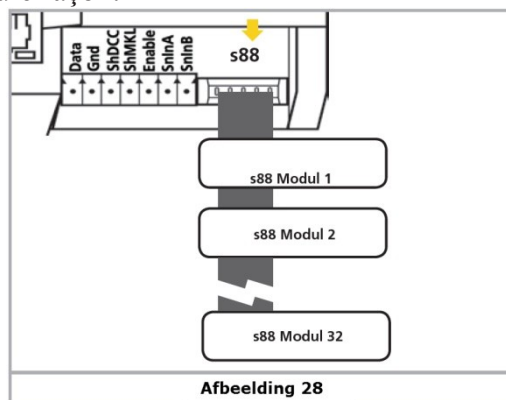 Data
Gnd
ShDCC
ShMKL
Enable
SnInA
SnInB
s88
s88 Modul 1
s88 Modul 2
s88 Modul 32
Afbeelding 28